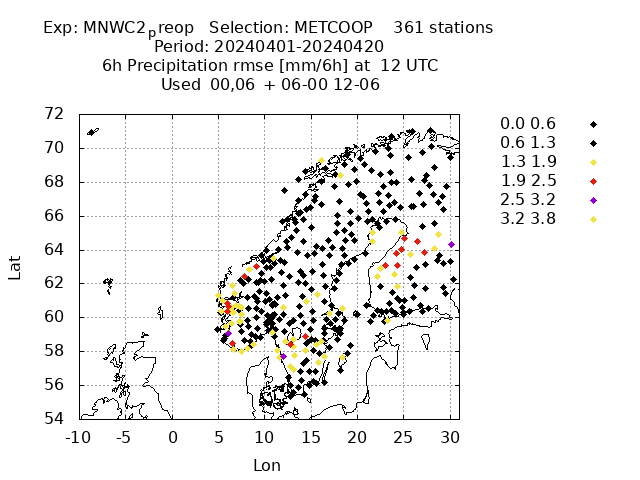 Exp: MNWC2preop Selection: METCOOP 361 stations
Period: 20240401-20240420
6h Precipitation rmse [mm/6h] at 12 UTC
Used 00,06 + 06-00 12-06
72
70
68
66
64
62
60
58
56
54
Lat
-10 -5 0 5 10 15 20 25 30
Lon
0.0 0.6
0.6 1.3
1.3 1.9
1.9 2.5
2.5 3.2
3.2 3.8